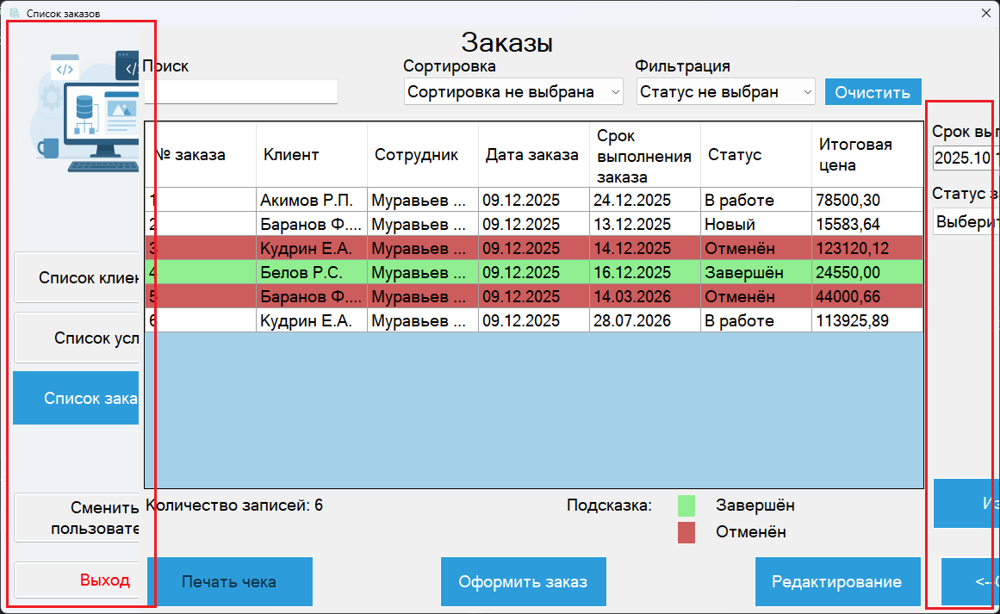 Список заказов
Заказы
Поиск
Сортировка
Фильтрация
Сортировка не выбрана
Статус не выбран
Очистить
</>
</>
№ заказа Клиент Сотрудник Дата заказа Срок выполнения заказа Статус Итоговая цена
1 Акимов Р.П. Муравьев ... 09.12.2025 24.12.2025 В работе 78500,30
2 Баранов Ф.... Муравьев ... 09.12.2025 13.12.2025 Новый 15583,64
3 Кудрин Е.А. Муравьев ... 09.12.2025 14.12.2025 Отменён 123120,12
4 Белов Р.С. Муравьев ... 09.12.2025 16.12.2025 Завершён 24550,00
5 Баранов Ф.... Муравьев ... 09.12.2025 14.03.2026 Отменён 44000,66
6 Кудрин Е.А. Муравьев ... 09.12.2025 28.07.2026 В работе 113925,89
Список клиен
Список усл
Список зака
Сменить
пользовате
Выход
Срок вып
2025.10
Статус з
Выберит
Из
<--
Количество записей: 6
Подсказка:
Завершён
Отменён
Печать чека
Оформить заказ
Редактирование